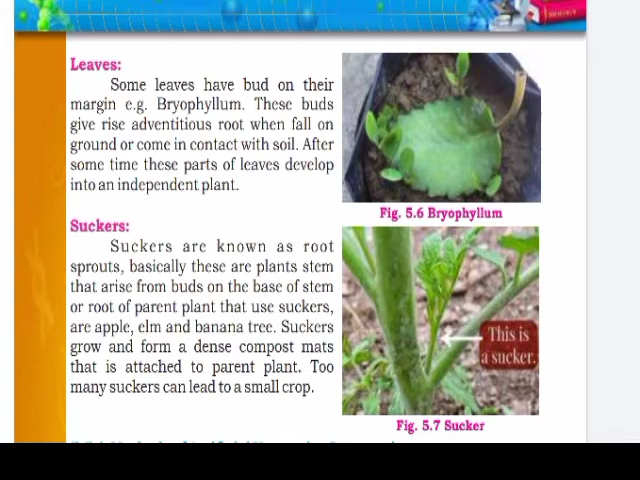 BIOLOGY
Leaves:
Some leaves have bud on their
margin e.g. Bryophyllum. These buds
give rise adventitious root when fall on
ground or come in contact with soil. After
some time these parts of leaves develop
into an independent plant.
Fig. 5.6 Bryophyllum
Suckers:
Suckers are known as root
sprouts, basically these are plants stem
that arise from buds on the base of stem
or root of parent plant that use suckers,
are apple, elm and banana tree. Suckers
grow and form a dense compost mats
that is attached to parent plant. Too
many suckers can lead to a small crop.
This is
a sucker.
Fig. 5.7 Sucker